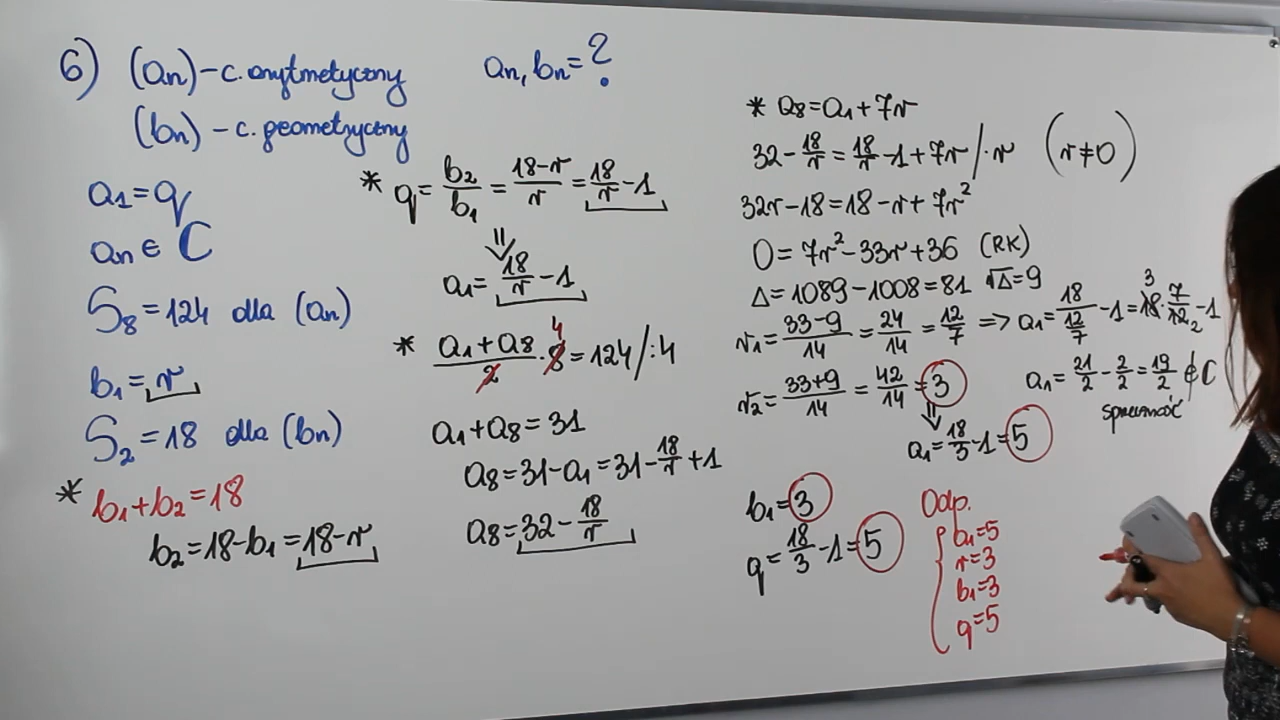 6) (an) - c. arytmetyczny
an, bn = ?
(bn) - c. geometryczny
a₁ = q
an ∈ C
S₈ = 124 dla (an)
b₁ = r
S₂ = 18 dla (bn)
* b₁ + b₂ = 18
b₂ = 18 - b₁ = 18 - r
* q = b₂/b₁ = (18-r)/r = 18/r - 1
⇓
a₁ = 18/r - 1
* (a₁ + a₈)/2 · 8 = 124 / :4
4
a₁ + a₈ = 31
a₈ = 31 - a₁ = 31 - 18/r + 1
a₈ = 32 - 18/r
* a₈ = a₁ + 7r
32 - 18/r = 18/r - 1 + 7r / · r (r ≠ 0)
32r - 18 = 18 - r + 7r²
0 = 7r² - 33r + 36 (RK)
Δ = 1089 - 1008 = 81 √Δ = 9
r₁ = (33-9)/14 = 24/14 = 12/7 => a₁ = 18/(12/7) - 1 = 18 · 7/12 - 1
3
2
a₁ = 21/2 - 2/2 = 19/2 ∉ C
sprzeczność
r₂ = (33+9)/14 = 42/14 = 3
⇓
a₁ = 18/3 - 1 = 5
b₁ = 3
q = 18/3 - 1 = 5
Odp.
{ a₁ = 5
r = 3
b₁ = 3
q = 5